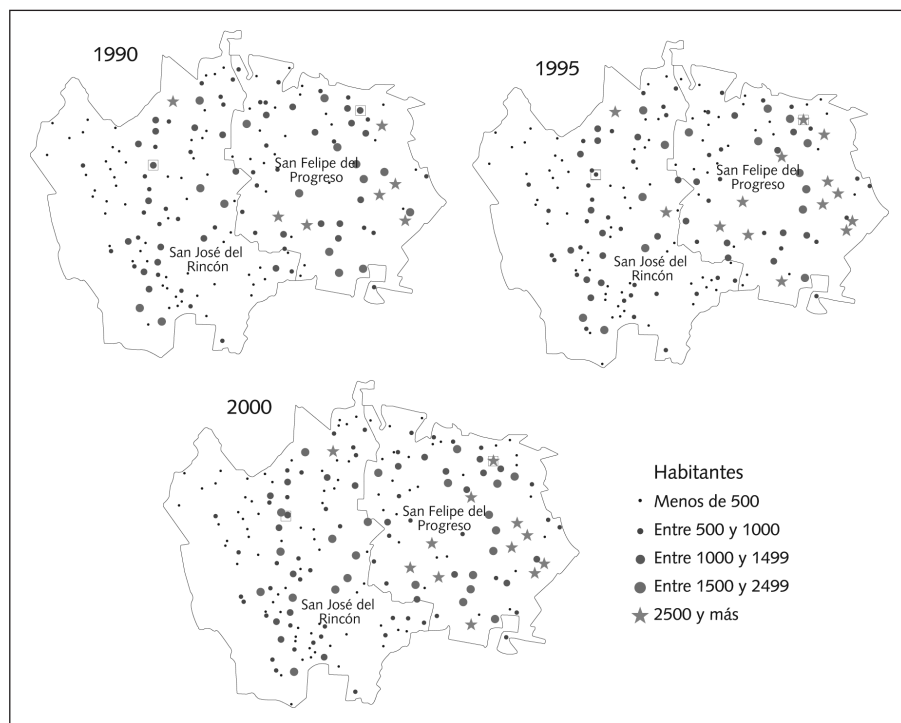 1990
San Felipe del
Progreso
San José del
Rincón
1995
San Felipe del
Progreso
San José del
Rincón
2000
San Felipe del
Progreso
San José del
Rincón
Habitantes
Menos de 500
Entre 500 y 1000
Entre 1000 y 1499
Entre 1500 y 2499
2500 y más